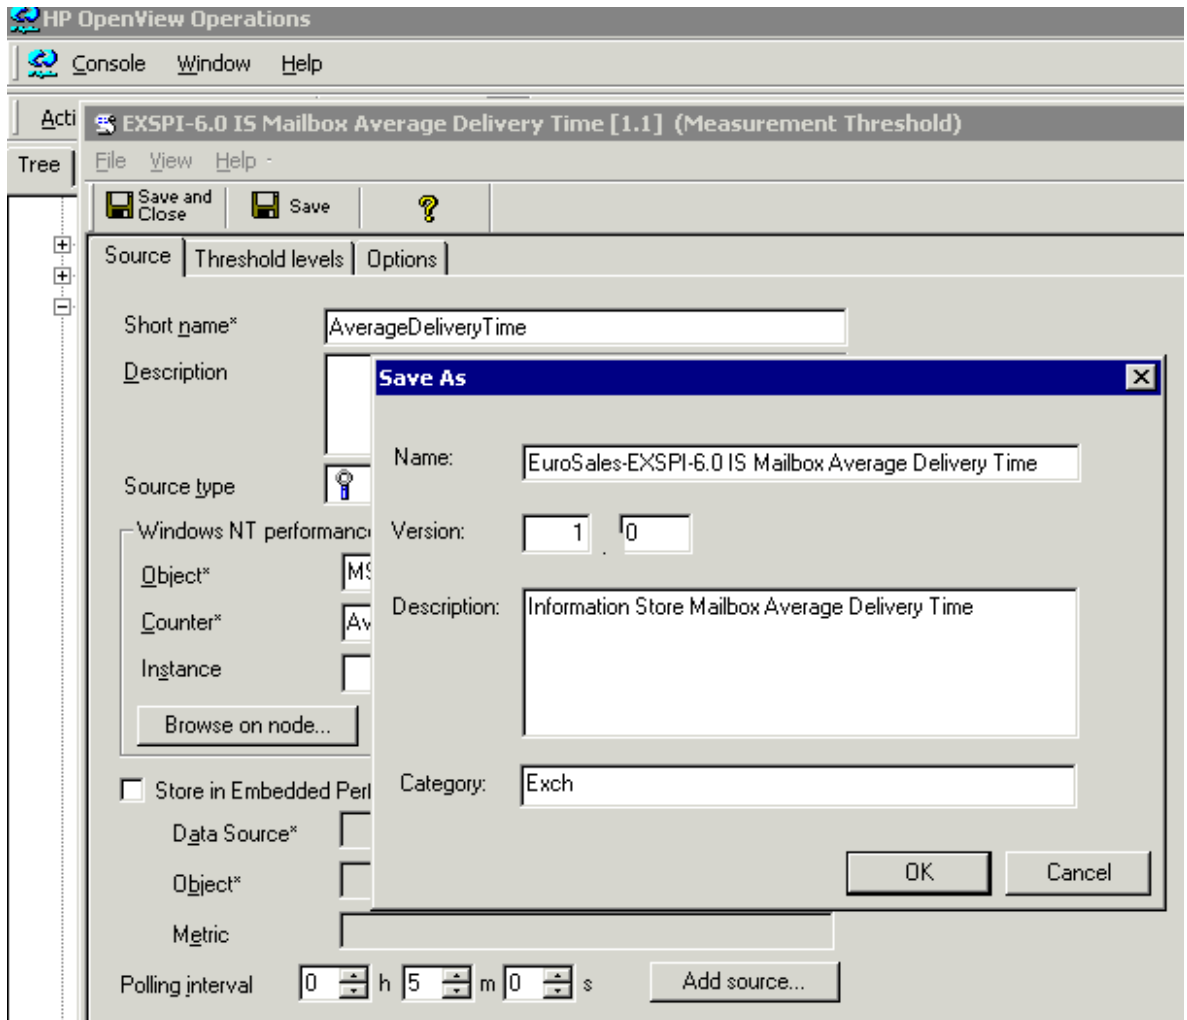 HP OpenView Operations
Console Window Help
Acti
EXSPI-6.0 IS Mailbox Average Delivery Time [1.1] (Measurement Threshold)
Tree
File View Help
Save and
Close
Save
Source Threshold levels Options
Short name* AverageDeliveryTime
Description
Save As
Name: EuroSales-EXSPI-6.0 IS Mailbox Average Delivery Time
Source type
Windows NT performanc
Version: 1 . 0
Object* MS
Description: Information Store Mailbox Average Delivery Time
Counter* Av
Instance
Browse on node...
Category: Exch
Store in Embedded Perf
Data Source*
Object*
OK Cancel
Metric
Polling interval 0 h 5 m 0 s Add source...